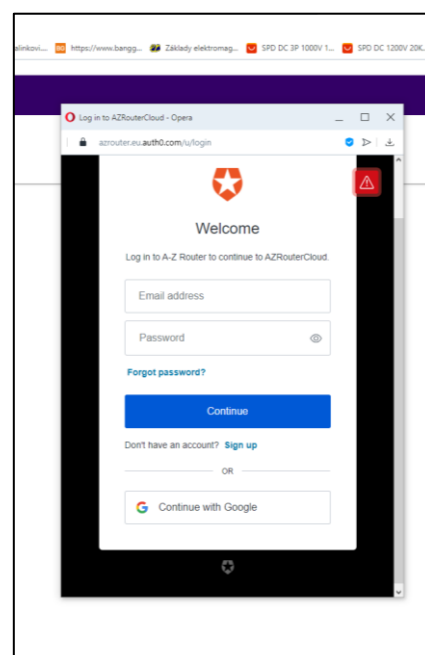 alinkovi... https://www.bangg... Základy elektromag... SPD DC 3P 1000V 1... SPD DC 1200V 20K...
Log in to AZRouterCloud - Opera
azrouter.eu.auth0.com/u/login
Welcome
Log in to A-Z Router to continue to AZRouterCloud.
Email address
Password
Forgot password?
Continue
Don't have an account? Sign up
OR
Continue with Google